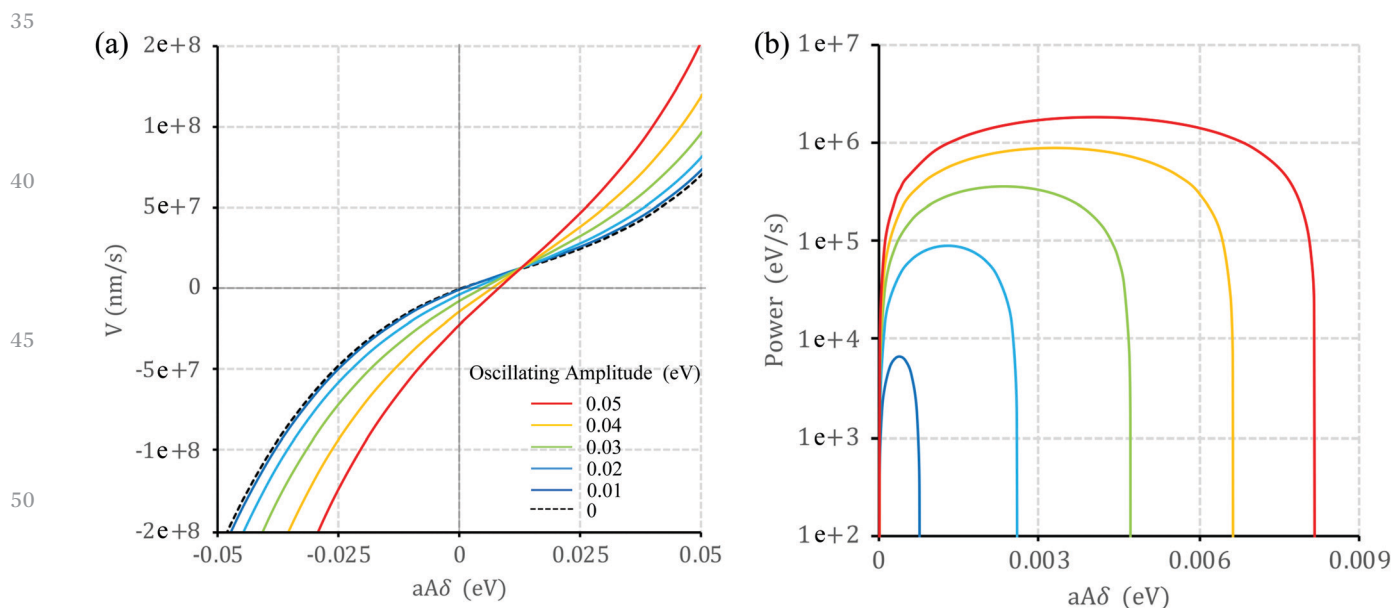 35
40
45
50
(a)
V (nm/s)
2e+8
1e+8
5e+7
0
-5e+7
-1e+8
-2e+8
-0.05
-0.025
0
0.025
0.05
aAδ (eV)
Oscillating Amplitude (eV)
0.05
0.04
0.03
0.02
0.01
0
(b)
Power (eV/s)
1e+7
1e+6
1e+5
1e+4
1e+3
1e+2
0
0.003
0.006
0.009
aAδ (eV)